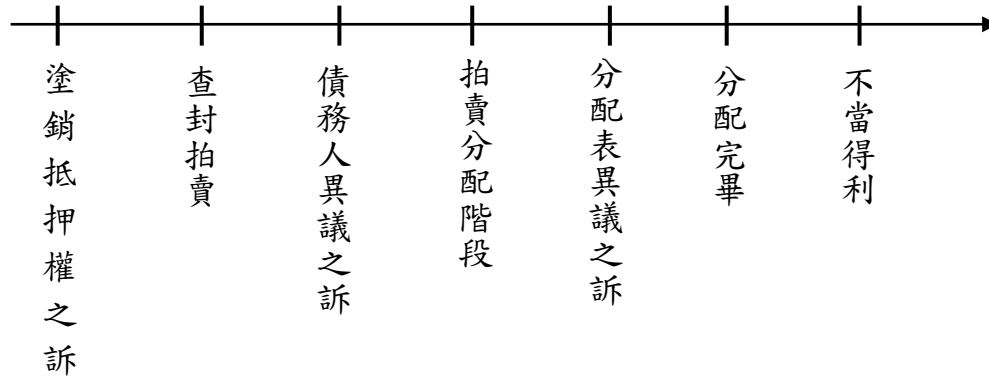 塗銷抵押權之訴
查封拍賣
債務人異議之訴
拍賣分配階段
分配表異議之訴
分配完畢
不當得利